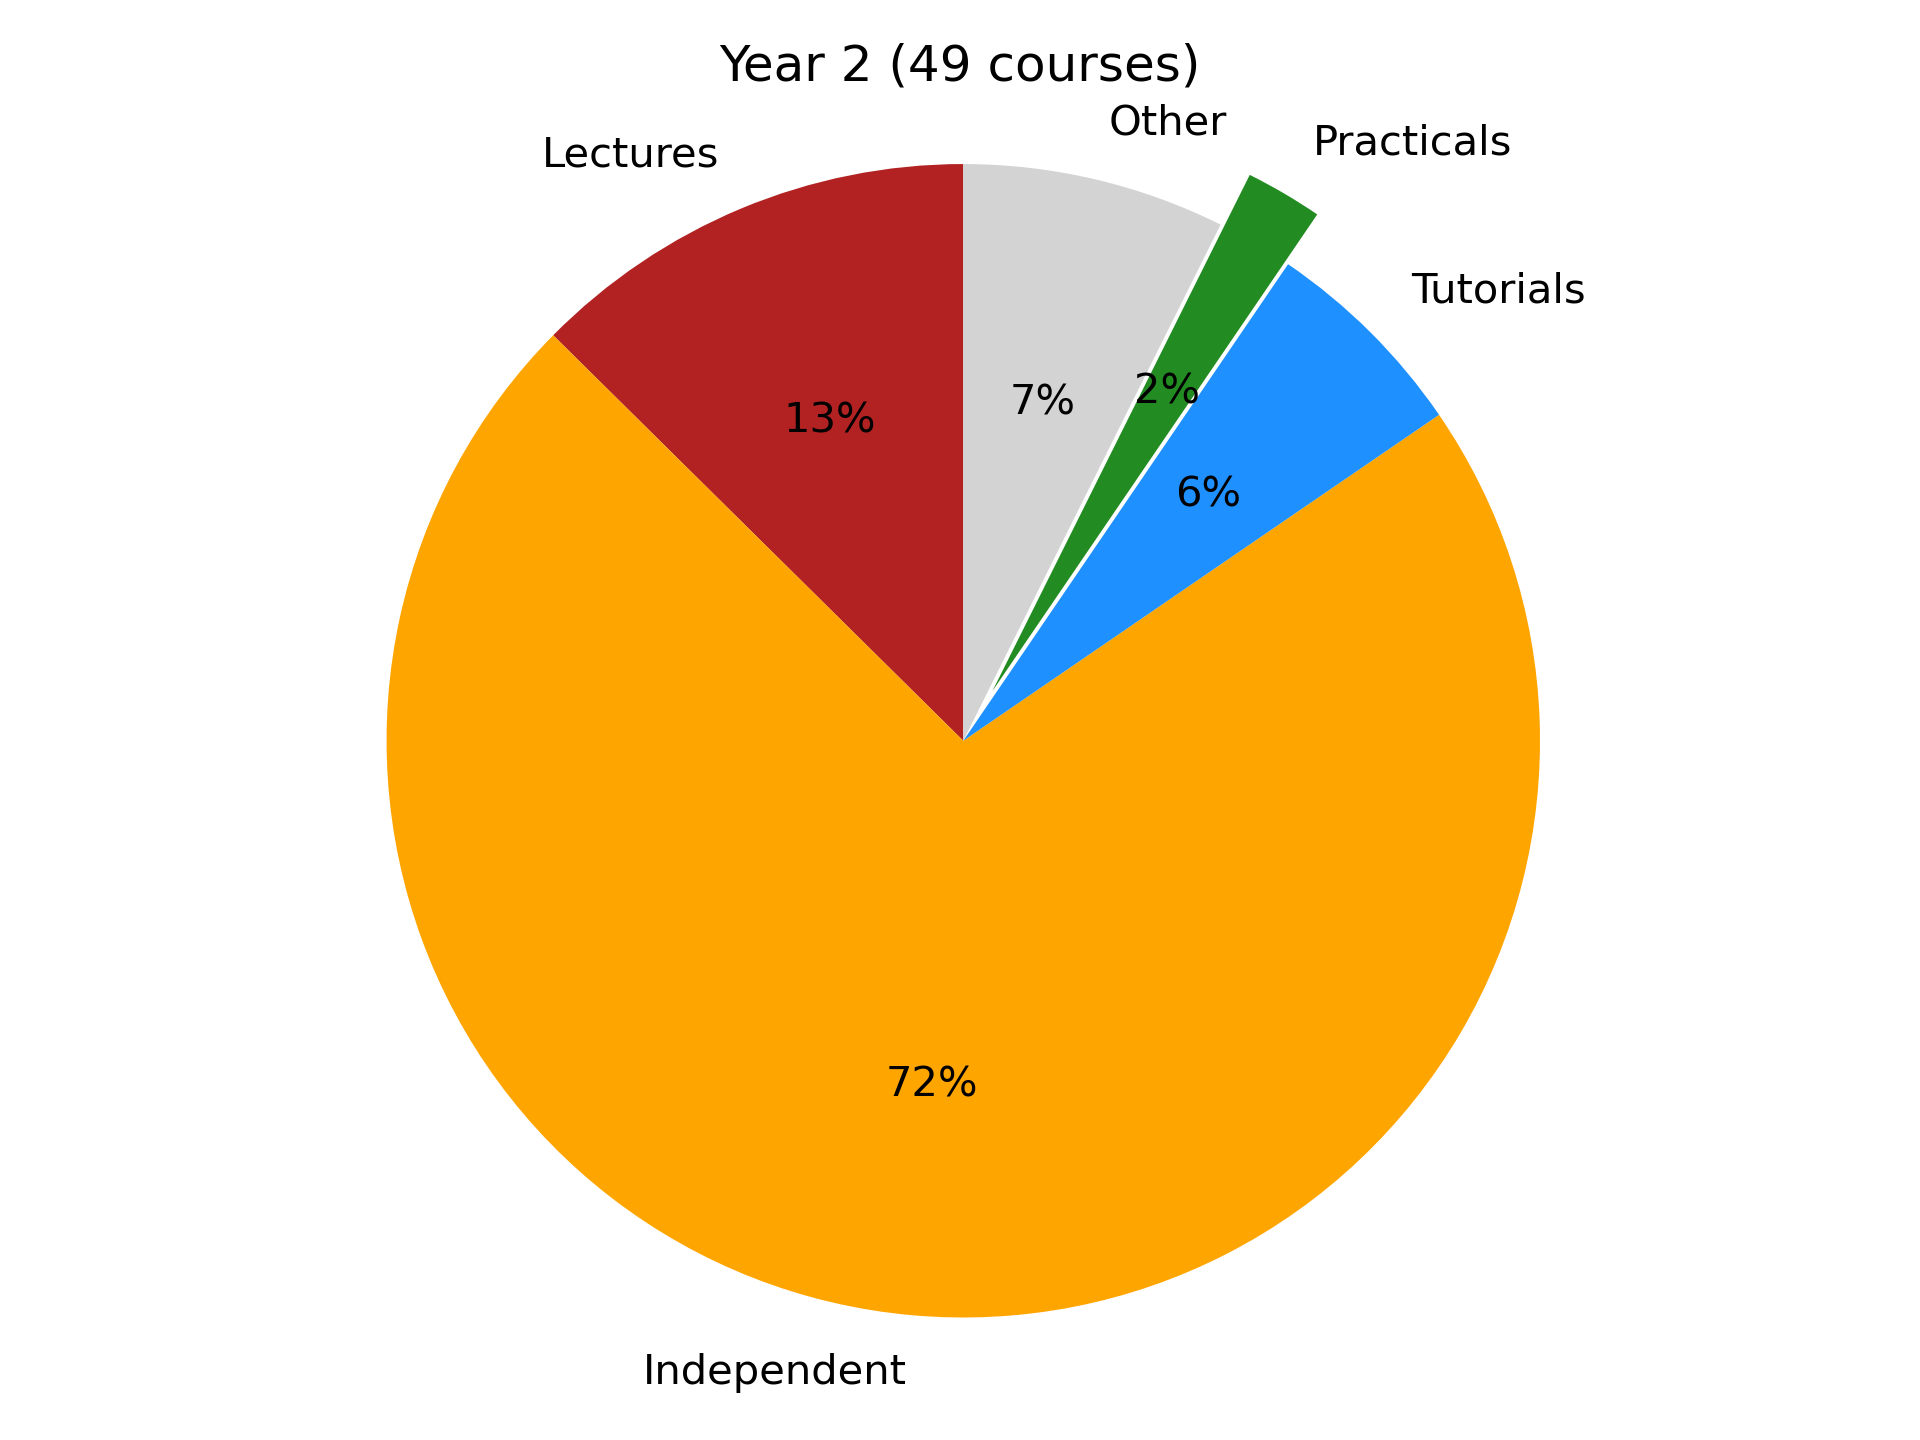 Year 2 (49 courses)
Other
Practicals
Lectures
Tutorials
7%
2%
13%
6%
72%
Independent